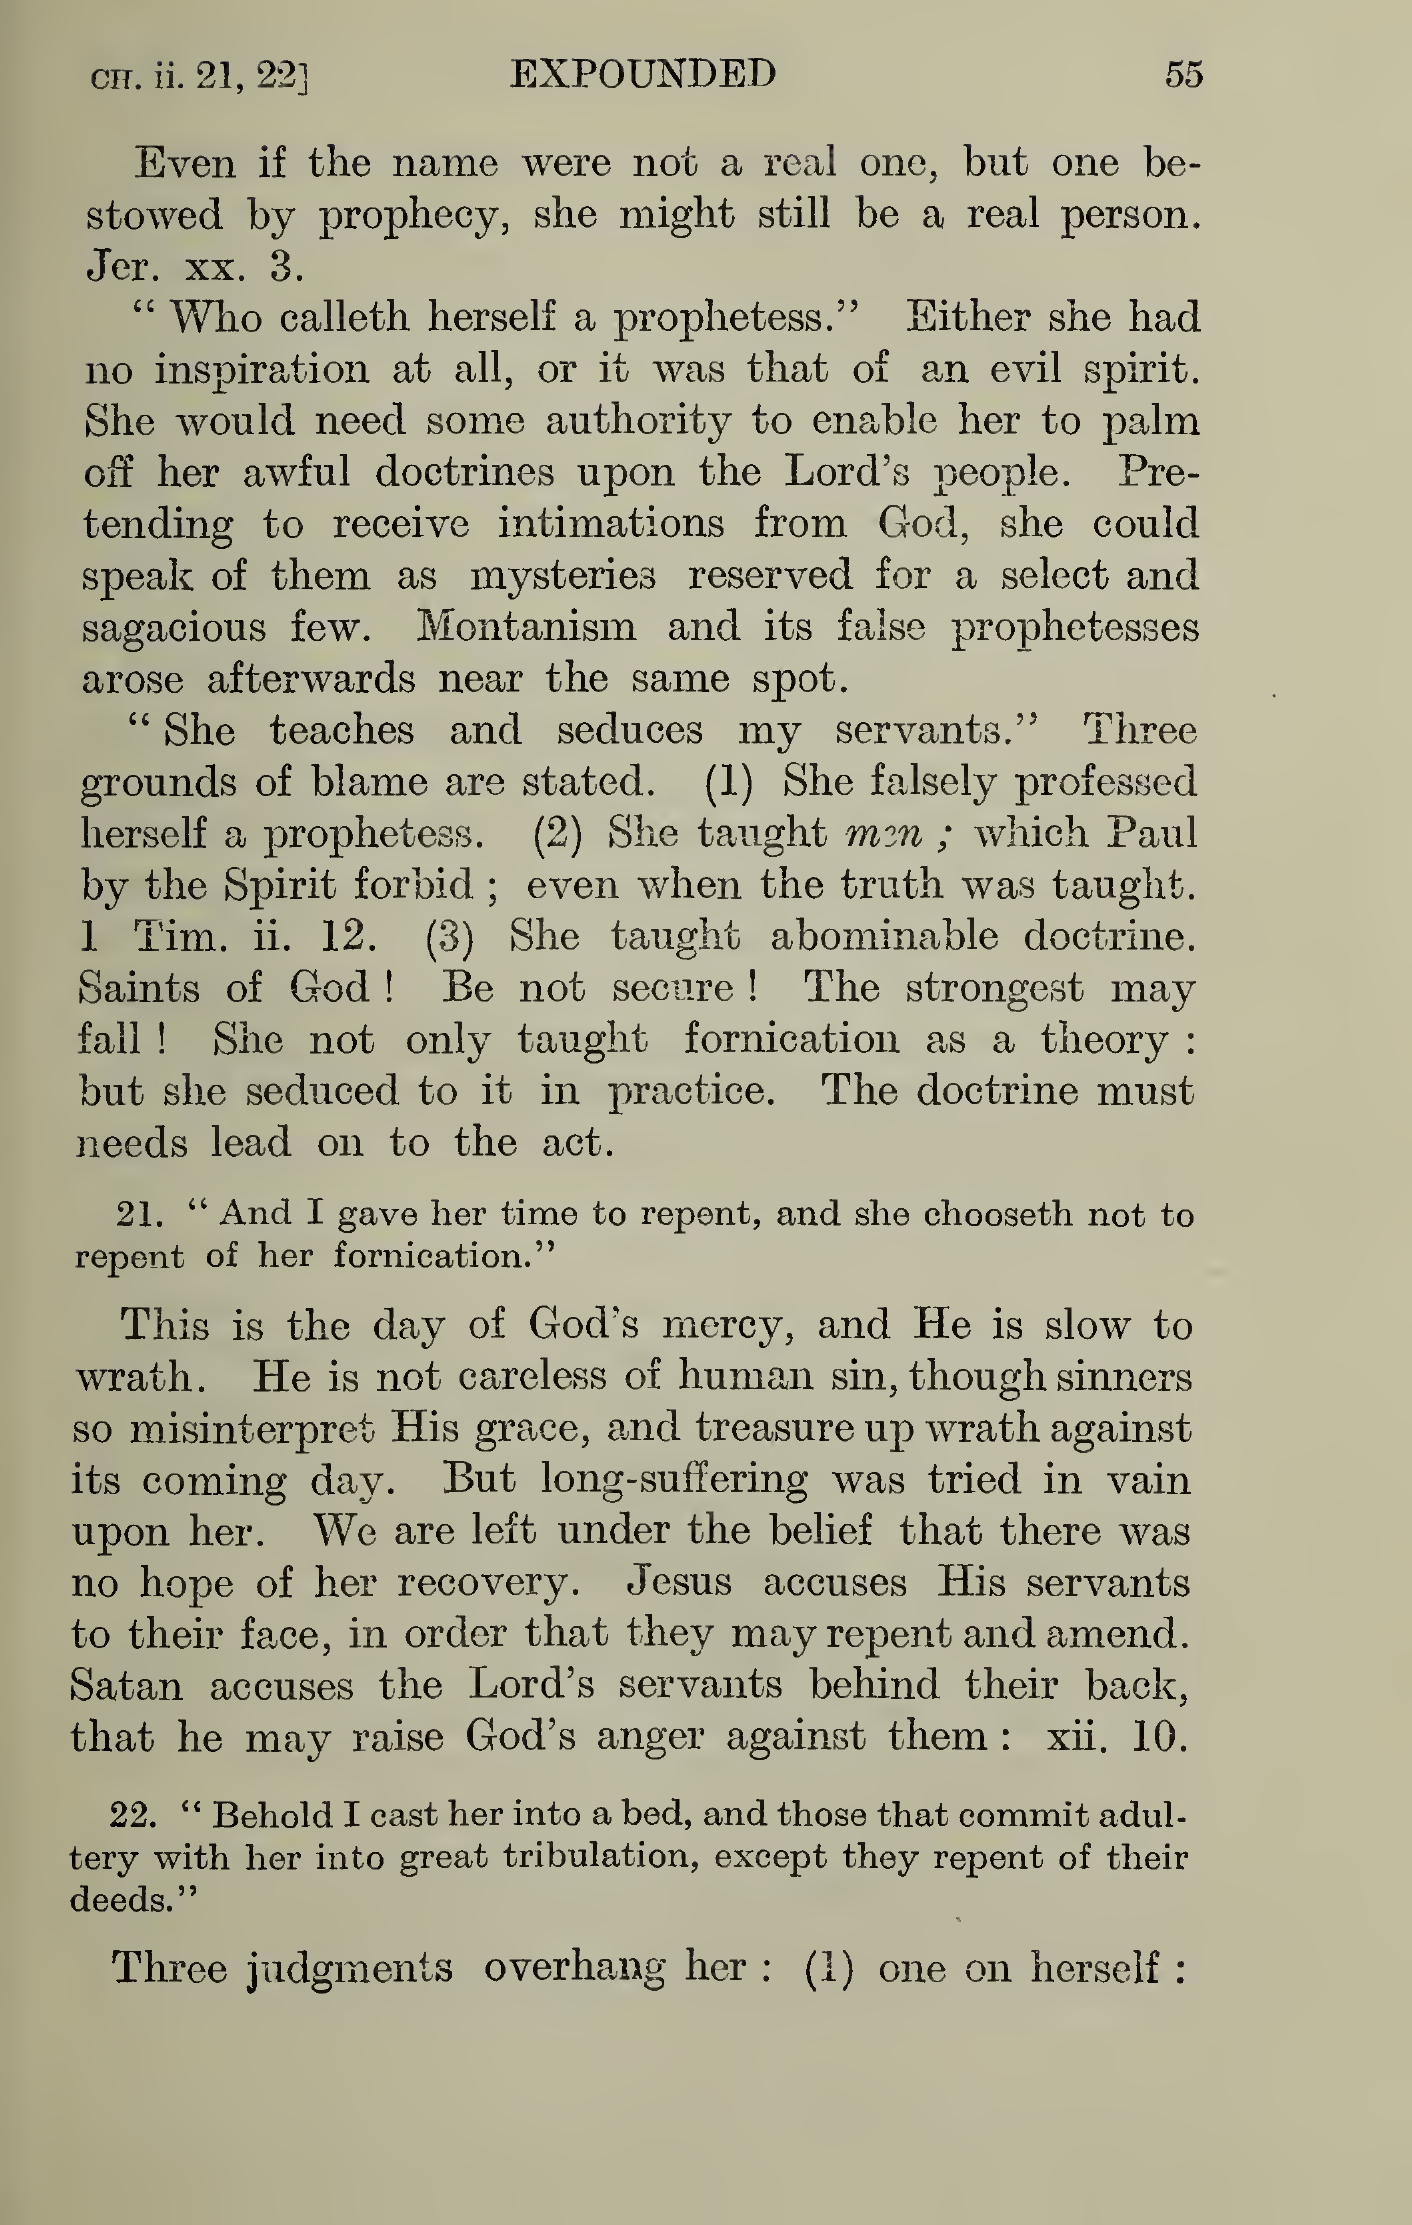 CH. ii. 21, 22] EXPOUNDED 55
Even if the name were not a real one, but one be-
stowed by prophecy, she might still be a real person.
Jer. xx. 3.
“ Who calleth herself a prophetess.” Either she had
no inspiration at all, or it was that of an evil spirit.
She would need some authority to enable her to palm
off her awful doctrines upon the Lord’s people. Pre-
tending to receive intimations from God, she could
speak of them as mysteries reserved for a select and
sagacious few. Montanism and its false prophetesses
arose afterwards near the same spot.
“ She teaches and seduces my servants.” Three
grounds of blame are stated. (1) She falsely professed
herself a prophetess. (2) She taught men ; which Paul
by the Spirit forbid ; even when the truth was taught.
1 Tim. ii. 12. (3) She taught abominable doctrine.
Saints of God ! Be not secure ! The strongest may
fall ! She not only taught fornication as a theory :
but she seduced to it in practice. The doctrine must
needs lead on to the act.
21. “ And I gave her time to repent, and she chooseth not to
repent of her fornication.”
This is the day of God’s mercy, and He is slow to
wrath. He is not careless of human sin, though sinners
so misinterpret His grace, and treasure up wrath against
its coming day. But long-suffering was tried in vain
upon her. We are left under the belief that there was
no hope of her recovery. Jesus accuses His servants
to their face, in order that they may repent and amend.
Satan accuses the Lord’s servants behind their back,
that he may raise God’s anger against them : xii. 10.
22. “ Behold I cast her into a bed, and those that commit adul-
tery with her into great tribulation, except they repent of their
deeds.”
Three judgments overhang her : (1) one on herself :